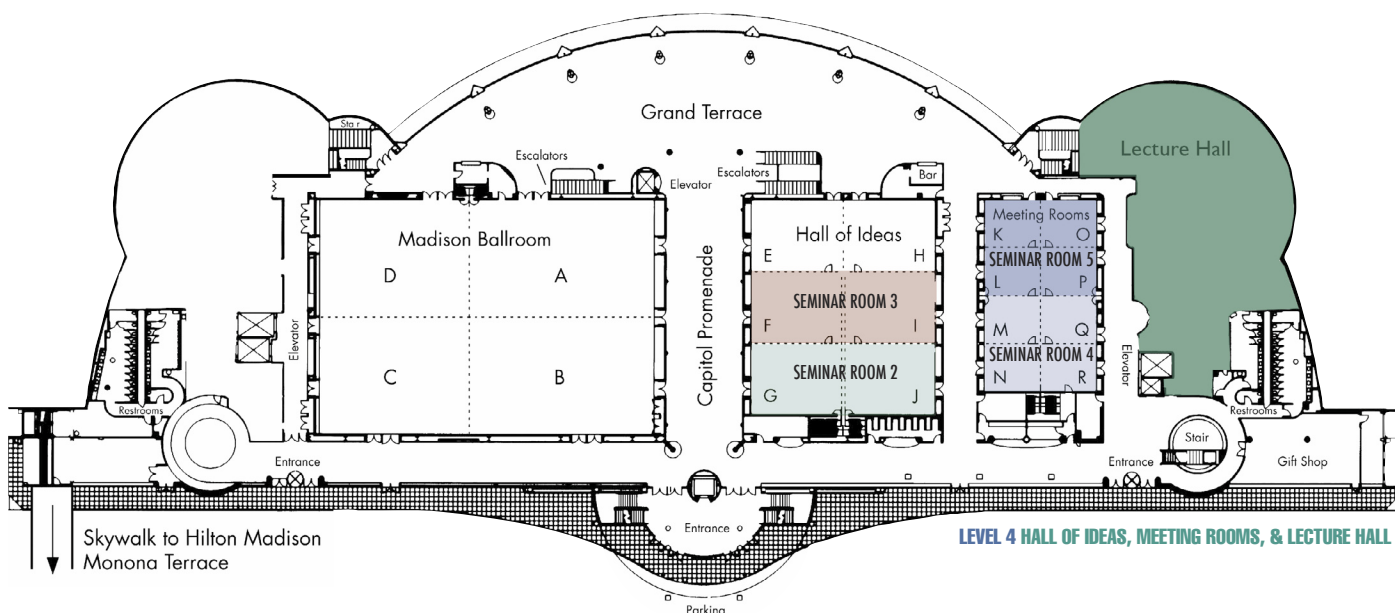 Grand Terrace
Sta r
Lecture Hall
Escalators
Escalators
Elevator
Bar
Madison Ballroom
D
A
C
B
Elevator
Capitol Promenade
Hall of Ideas
E
H
SEMINAR ROOM 3
F
I
SEMINAR ROOM 2
G
J
Meeting Rooms
K
O
SEMINAR ROOM 5
L
P
M
Q
SEMINAR ROOM 4
N
R
Elevator
Restrooms
Restrooms
Stair
Gift Shop
Entrance
Entrance
Entrance
Skywalk to Hilton Madison
Monona Terrace
LEVEL 4 HALL OF IDEAS, MEETING ROOMS, & LECTURE HALL
Parking